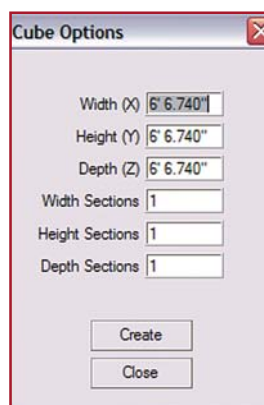 Cube Options
Width (X) 6' 6.740"
Height (Y) 6' 6.740"
Depth (Z) 6' 6.740"
Width Sections 1
Height Sections 1
Depth Sections 1
Create
Close